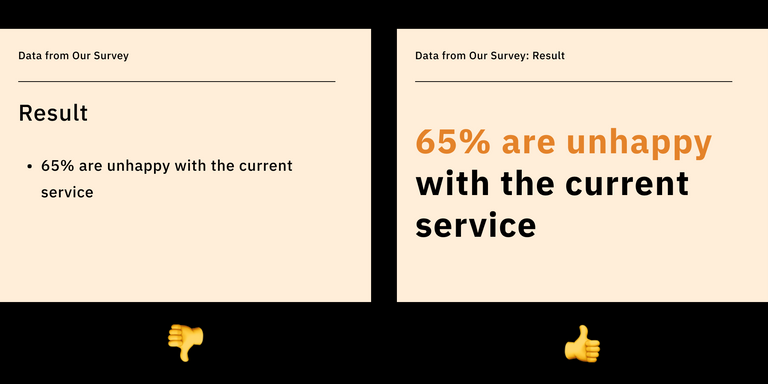 Data from Our Survey
Result
• 65% are unhappy with the current
service
Data from Our Survey: Result
65% are unhappy
with the current
service